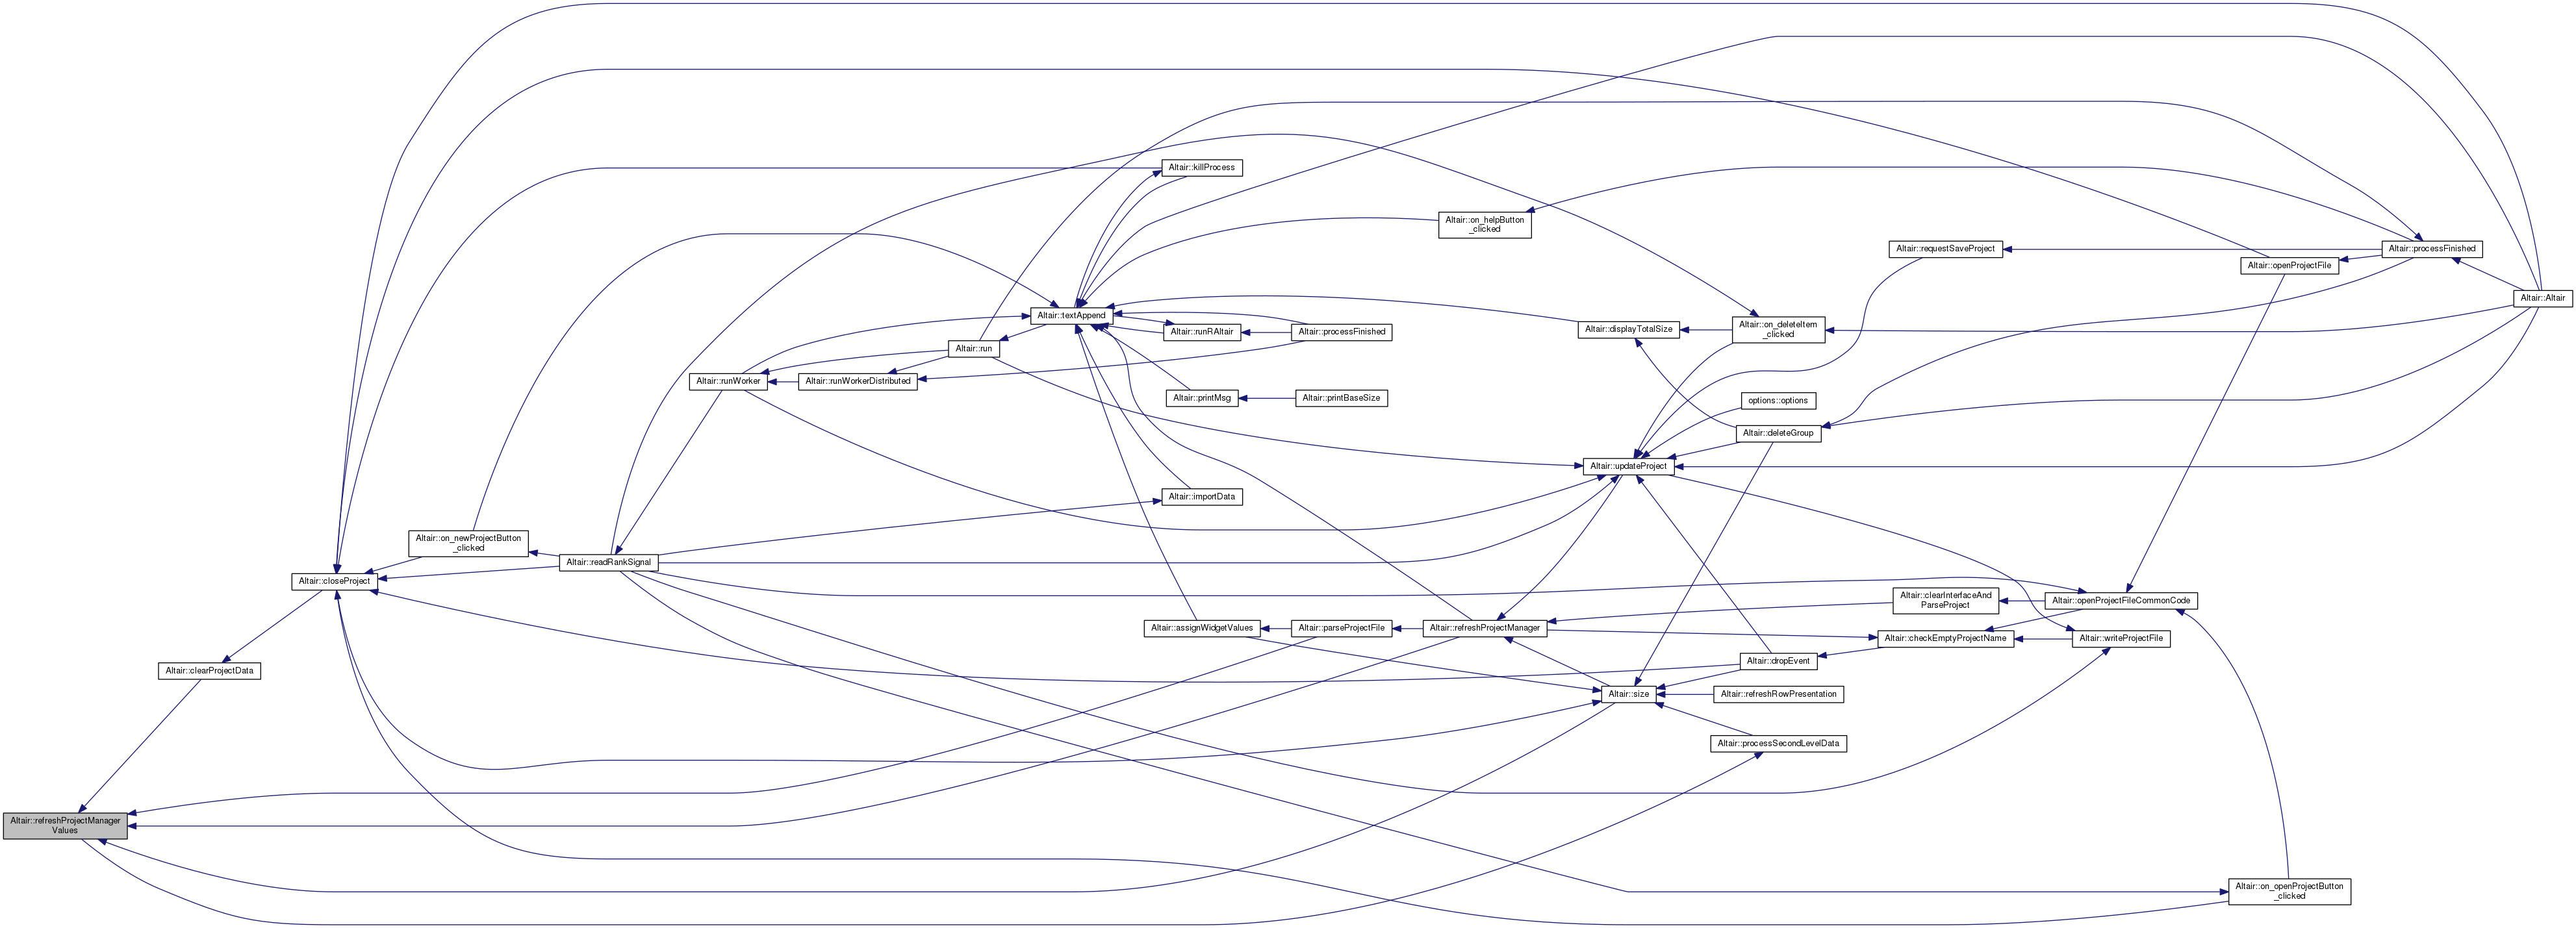 Altair::killProcess
Altair::on_helpButton
_clicked
Altair::requestSaveProject
Altair::processFinished
Altair::openProjectFile
Altair::Altair
Altair::textAppend
Altair::runRAltair
Altair::processFinished
Altair::displayTotalSize
Altair::on_deleteItem
_clicked
Altair::run
Altair::runWorker
Altair::runWorkerDistributed
Altair::printMsg
Altair::printBaseSize
options::options
Altair::deleteGroup
Altair::updateProject
Altair::importData
Altair::on_newProjectButton
_clicked
Altair::readRankSignal
Altair::closeProject
Altair::clearInterfaceAnd
ParseProject
Altair::openProjectFileCommonCode
Altair::assignWidgetValues
Altair::parseProjectFile
Altair::refreshProjectManager
Altair::checkEmptyProjectName
Altair::writeProjectFile
Altair::clearProjectData
Altair::dropEvent
Altair::size
Altair::refreshRowPresentation
Altair::processSecondLevelData
Altair::refreshProjectManager
Values
Altair::on_openProjectButton
_clicked